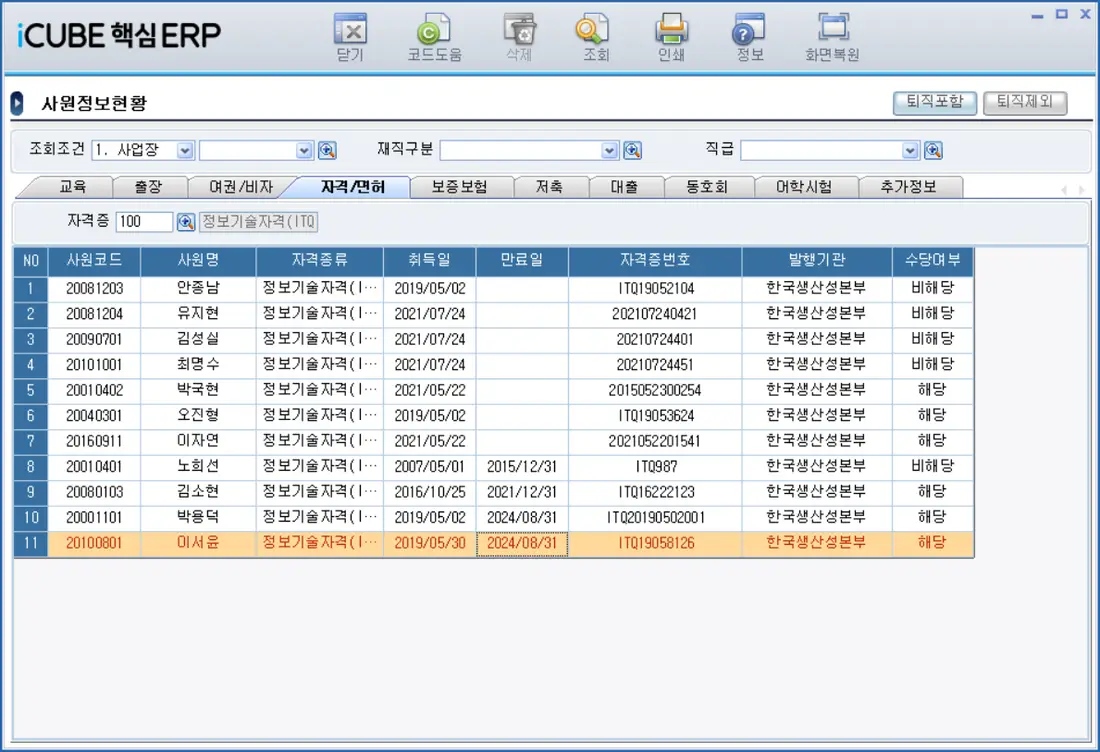 iCUBE 핵심ERP
닫기 코드도움 삭제 조회 인쇄 정보 화면복원
사원정보현황 퇴직포함 퇴직제외
조회조건 1. 사업장 재직구분 직급
교육 출장 여권/비자 자격/면허 보증보험 저축 대출 동호회 어학시험 추가정보
자격증 100 정보기술자격(ITQ
NO 사원코드 사원명 자격종류 취득일 만료일 자격증번호 발행기관 수당여부
1 20081203 안종남 정보기술자격(I… 2019/05/02 ITQ19052104 한국생산성본부 비해당
2 20081204 유지현 정보기술자격(I… 2021/07/24 202107240421 한국생산성본부 비해당
3 20090701 김성실 정보기술자격(I… 2021/07/24 20210724401 한국생산성본부 비해당
4 20101001 최명수 정보기술자격(I… 2021/07/24 20210724451 한국생산성본부 비해당
5 20010402 박국현 정보기술자격(I… 2021/05/22 2015052300254 한국생산성본부 해당
6 20040301 오진형 정보기술자격(I… 2019/05/02 ITQ19053624 한국생산성본부 해당
7 20160911 이자연 정보기술자격(I… 2021/05/22 2021052201541 한국생산성본부 해당
8 20010401 노희선 정보기술자격(I… 2007/05/01 2015/12/31 ITQ987 한국생산성본부 비해당
9 20080103 김소현 정보기술자격(I… 2016/10/25 2021/12/31 ITQ16222123 한국생산성본부 해당
10 20001101 박용덕 정보기술자격(I… 2019/05/02 2024/08/31 ITQ20190502001 한국생산성본부 해당
11 20100801 이서윤 정보기술자격(I… 2019/05/30 2024/08/31 ITQ19058126 한국생산성본부 해당